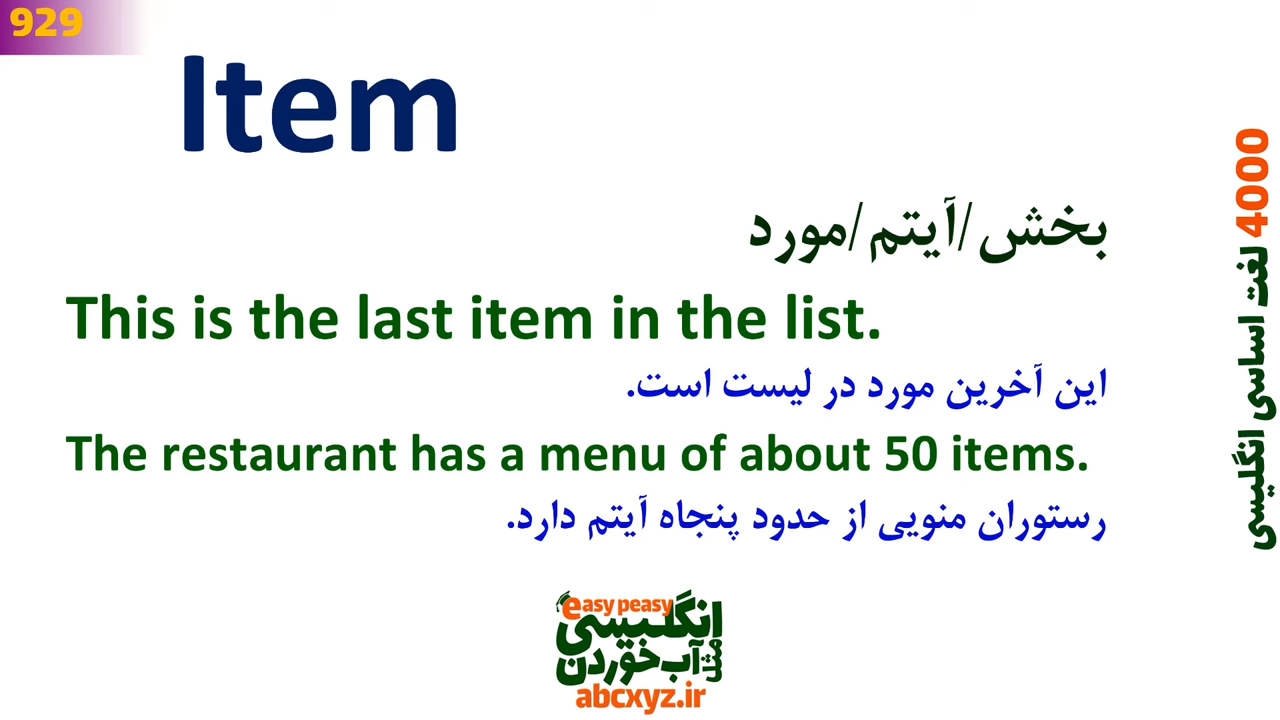 929
Item
بخش/آیتم/مورد
This is the last item in the list.
این آخرین مورد در لیست است.
The restaurant has a menu of about 50 items.
رستوران منویی از حدود پنجاه آیتم دارد.
4000 لغت اساسی انگلیسی
easy peasy
انگلیسی
مثل آب خوردن
abcxyz.ir